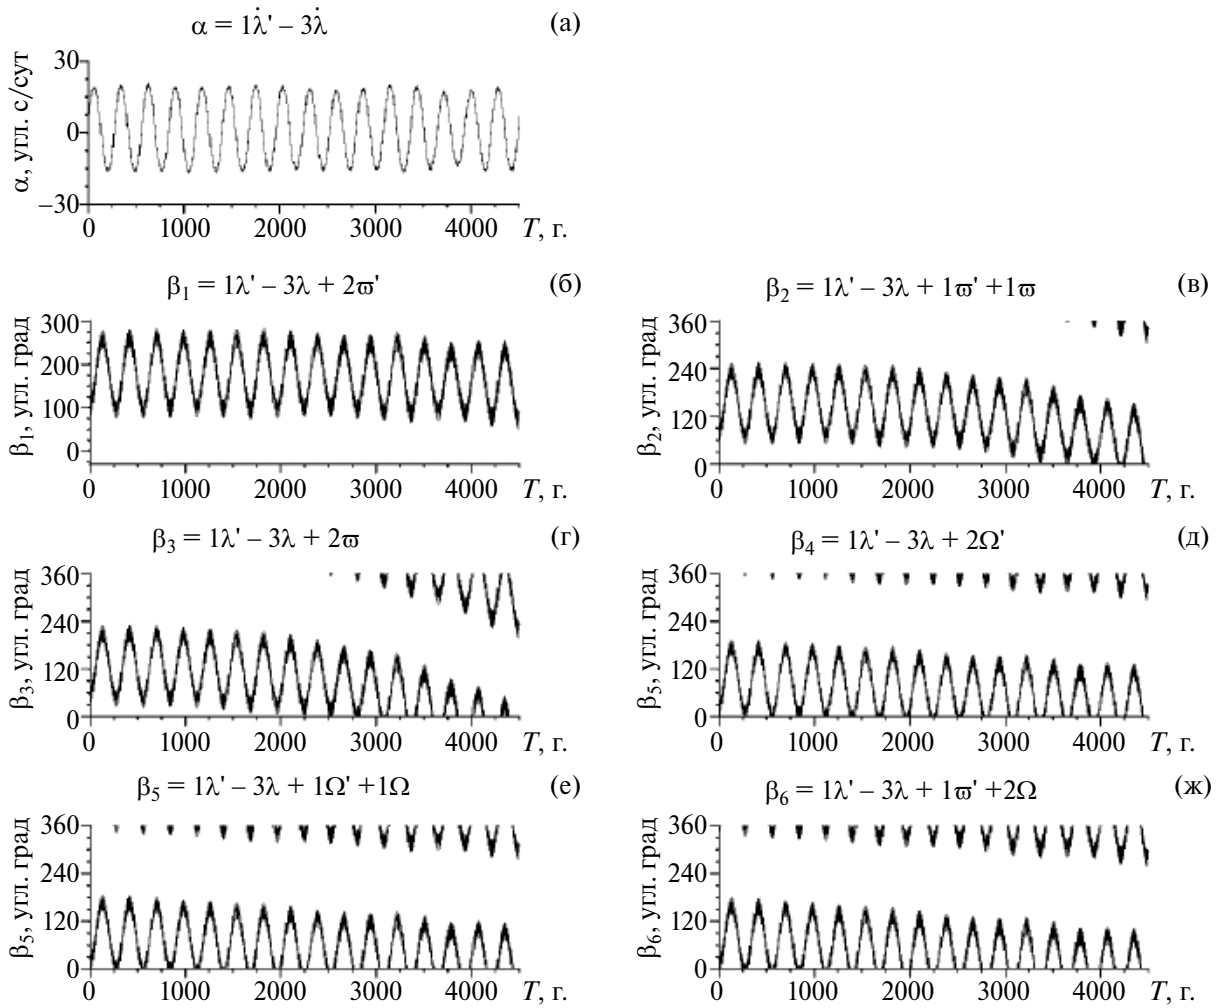 α = 1λ̇' – 3λ̇ (а)
α, угл. с/сут
30
0
–30
0 1000 2000 3000 4000 T, г.
β₁ = 1λ' – 3λ + 2ϖ' (б)
β₁, угл. град
300
200
100
0
0 1000 2000 3000 4000 T, г.
β₂ = 1λ' – 3λ + 1ϖ' +1ϖ (в)
β₂, угл. град
360
240
120
0
0 1000 2000 3000 4000 T, г.
β₃ = 1λ' – 3λ + 2ϖ (г)
β₃, угл. град
360
240
120
0
0 1000 2000 3000 4000 T, г.
β₄ = 1λ' – 3λ + 2Ω' (д)
β₅, угл. град
360
240
120
0
0 1000 2000 3000 4000 T, г.
β₅ = 1λ' – 3λ + 1Ω' +1Ω (е)
β₅, угл. град
360
240
120
0
0 1000 2000 3000 4000 T, г.
β₆ = 1λ' – 3λ + 1ϖ' +2Ω (ж)
β₆, угл. град
360
240
120
0
0 1000 2000 3000 4000 T, г.